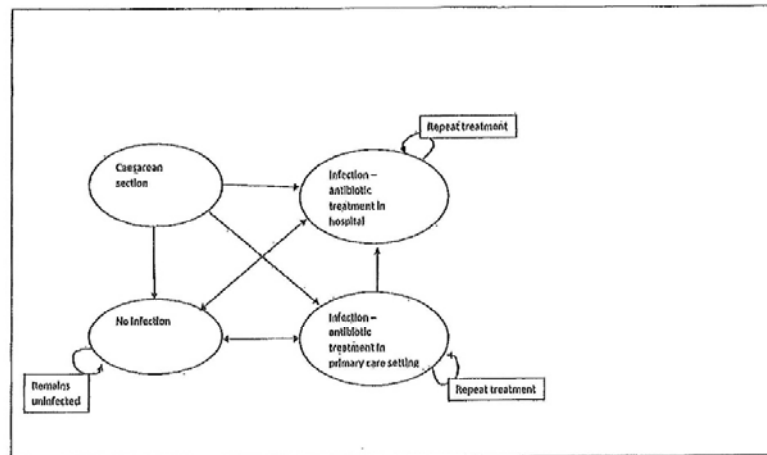 Repeat treatment
Caesarean
section
Infection –
antibiotic
treatment in
hospital
No Infection
Infection –
antibiotic
treatment in
primary care setting
Remains
uninfected
Repeat treatment